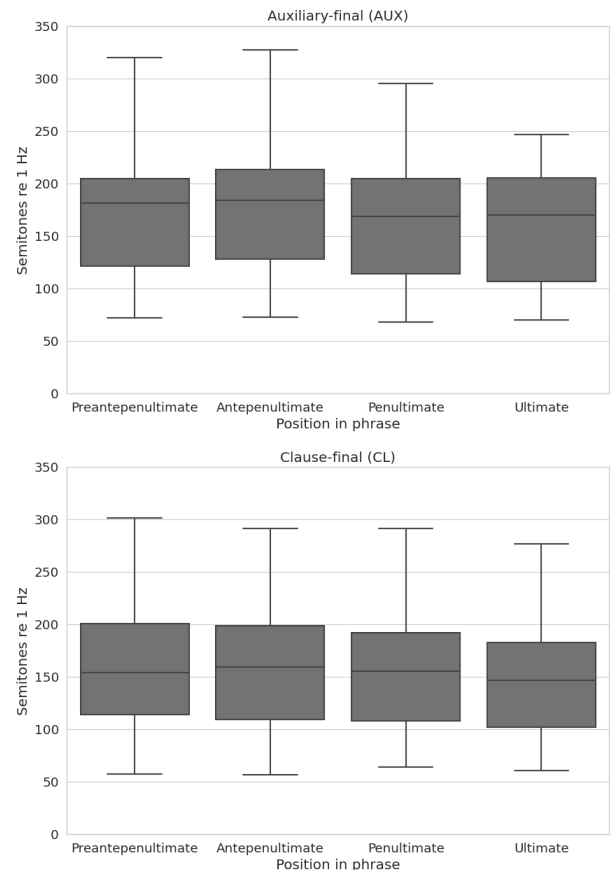 Auxiliary-final (AUX)
350
300
250
200
150
100
50
0
Semitones re 1 Hz
Preantepenultimate Antepenultimate Penultimate Ultimate
Position in phrase
Clause-final (CL)
350
300
250
200
150
100
50
0
Semitones re 1 Hz
Preantepenultimate Antepenultimate Penultimate Ultimate
Position in phrase